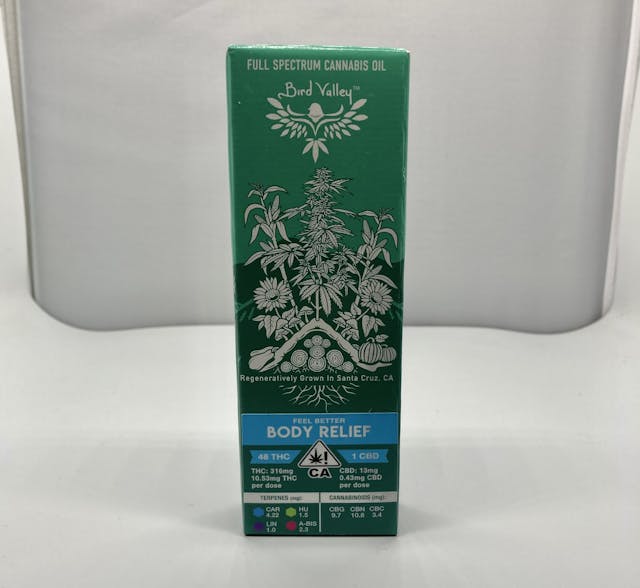 FULL SPECTRUM CANNABIS OIL
Bird Valley™
Regeneratively Grown In Santa Cruz, CA
FEEL BETTER
BODY RELIEF
48 THC
1 CBD
THC: 316mg
10.53mg THC
per dose
!
CA
CBD: 13mg
0.43mg CBD
per dose
TERPENES (mg):
CAR
4.22
HU
1.5
LIN
1.0
A-BIS
2.3
CANNABINOIDS (mg):
CBG CBN CBC
9.7 10.8 3.4